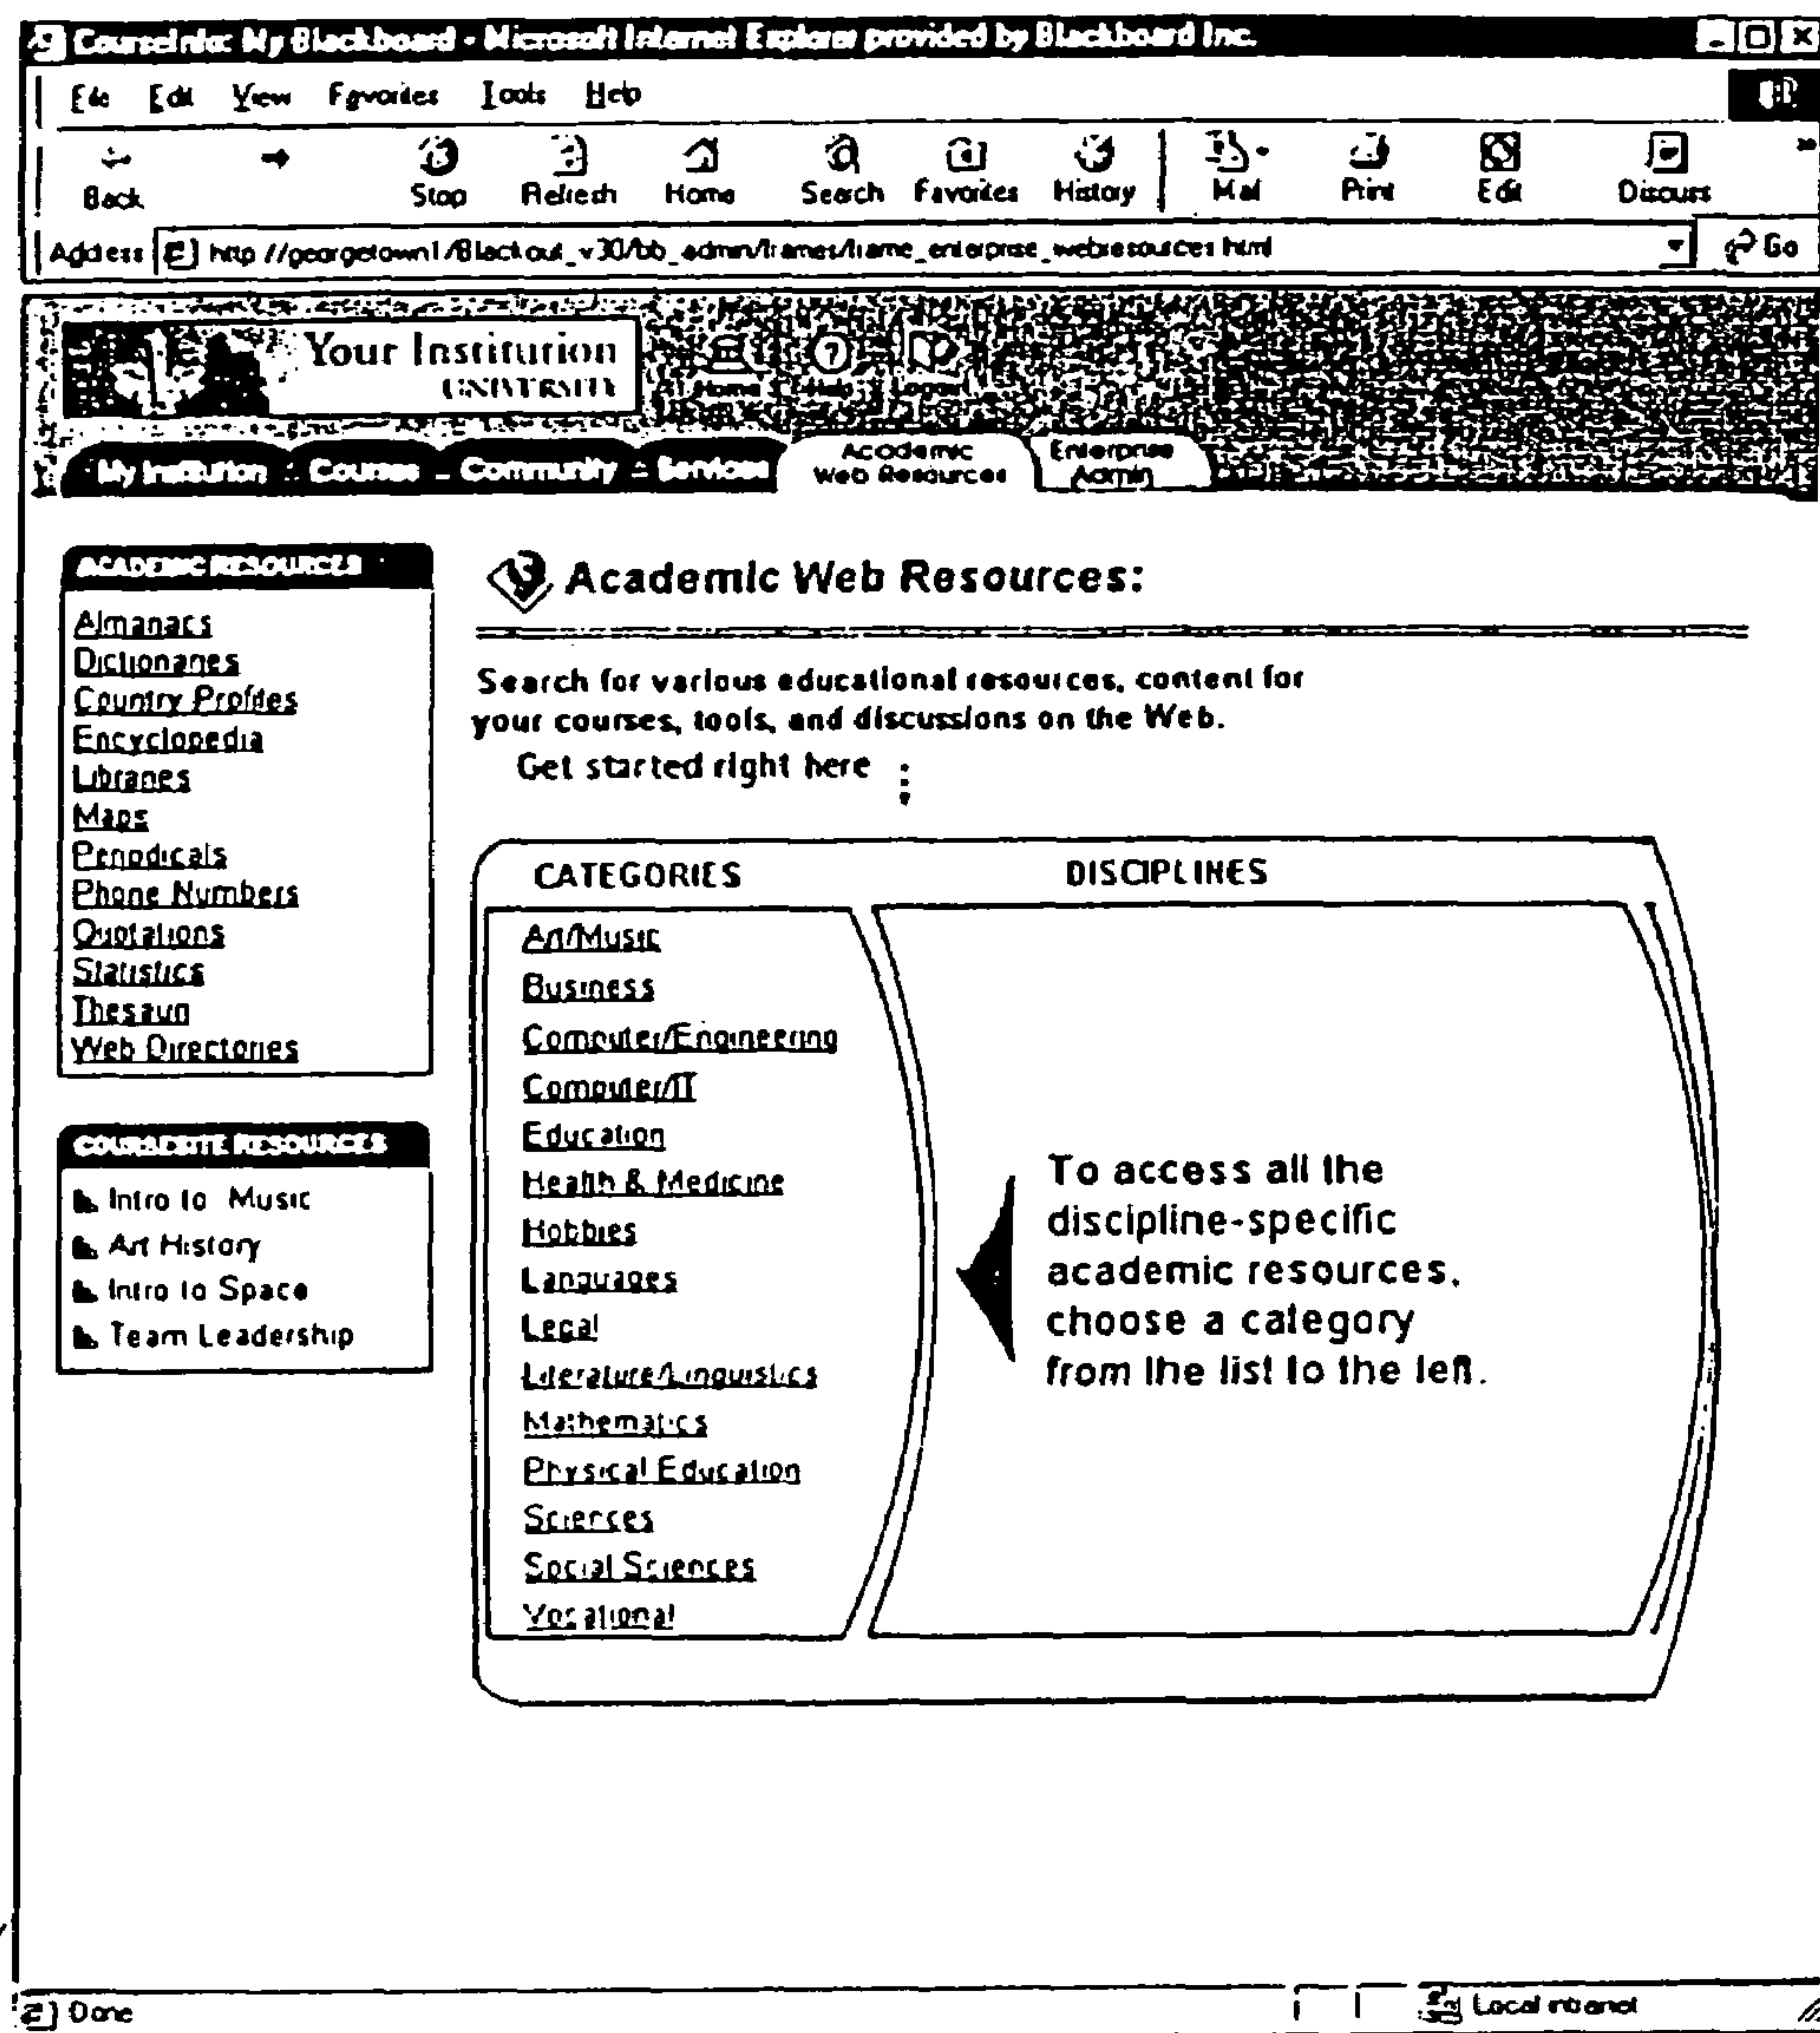 CourseInfo: My Blackboard - Microsoft Internet Explorer provided by Blackboard Inc.
File Edit View Favorites Tools Help
Back Stop Refresh Home Search Favorites History Mail Print Edit Discuss
Address http://georgetown1/Blackout_v30/bb_admin/frames/frame_enterprise_webresources.html Go
Your Institution
UNIVERSITY
Home Help Logout
My Institution Courses Community Services Academic Web Resources Enterprise Admin
ACADEMIC RESOURCES
Almanacs
Dictionaries
Country Profiles
Encyclopedia
Libraries
Maps
Periodicals
Phone Numbers
Quotations
Statistics
Thesauri
Web Directories
COURSESITE RESOURCES
Intro to Music
Art History
Intro to Space
Team Leadership
Academic Web Resources:
Search for various educational resources, content for
your courses, tools, and discussions on the Web.
Get started right here
CATEGORIES
Art/Music
Business
Computer/Engineering
Computer/IT
Education
Health & Medicine
Hobbies
Languages
Legal
Literature/Linguistics
Mathematics
Physical Education
Sciences
Social Sciences
Vocational
DISCIPLINES
To access all the
discipline-specific
academic resources,
choose a category
from the list to the left.
Done Local intranet